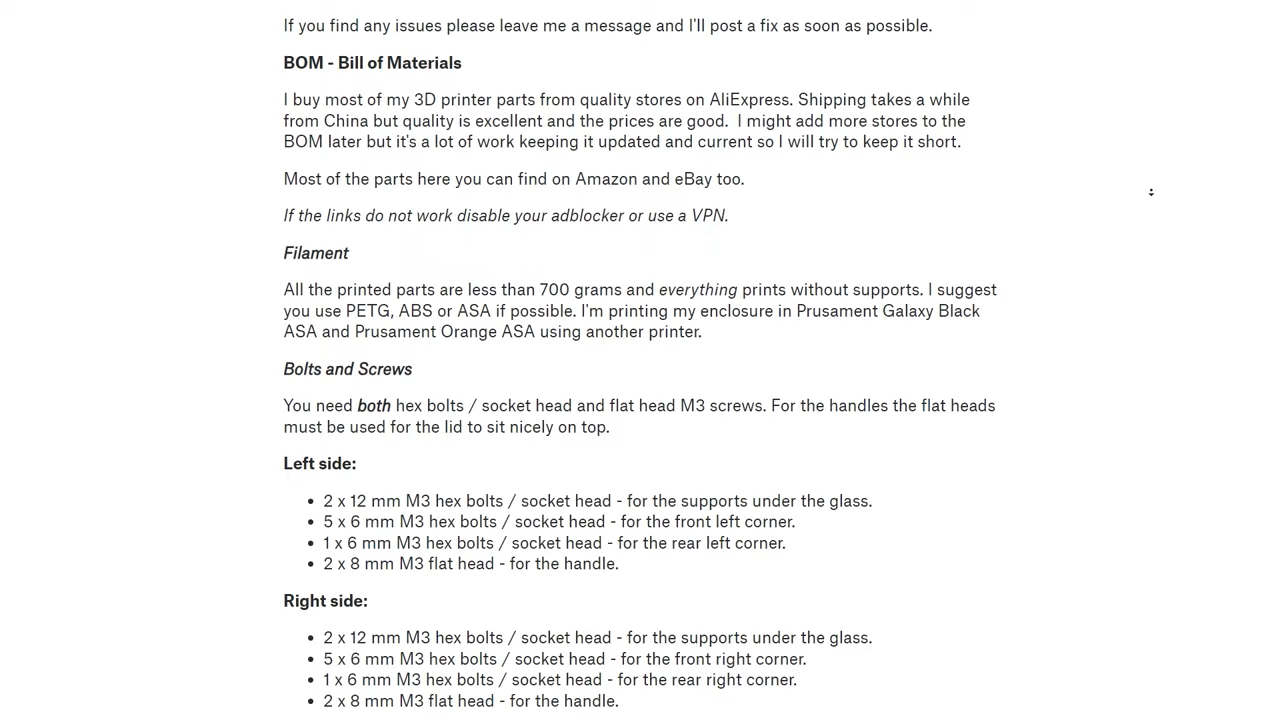 If you find any issues please leave me a message and I'll post a fix as soon as possible.
BOM - Bill of Materials
I buy most of my 3D printer parts from quality stores on AliExpress. Shipping takes a while
from China but quality is excellent and the prices are good.  I might add more stores to the
BOM later but it's a lot of work keeping it updated and current so I will try to keep it short.
Most of the parts here you can find on Amazon and eBay too.
If the links do not work disable your adblocker or use a VPN.
Filament
All the printed parts are less than 700 grams and everything prints without supports. I suggest
you use PETG, ABS or ASA if possible. I'm printing my enclosure in Prusament Galaxy Black
ASA and Prusament Orange ASA using another printer.
Bolts and Screws
You need both hex bolts / socket head and flat head M3 screws. For the handles the flat heads
must be used for the lid to sit nicely on top.
Left side:
• 2 x 12 mm M3 hex bolts / socket head - for the supports under the glass.
• 5 x 6 mm M3 hex bolts / socket head - for the front left corner.
• 1 x 6 mm M3 hex bolts / socket head - for the rear left corner.
• 2 x 8 mm M3 flat head - for the handle.
Right side:
• 2 x 12 mm M3 hex bolts / socket head - for the supports under the glass.
• 5 x 6 mm M3 hex bolts / socket head - for the front right corner.
• 1 x 6 mm M3 hex bolts / socket head - for the rear right corner.
• 2 x 8 mm M3 flat head - for the handle.